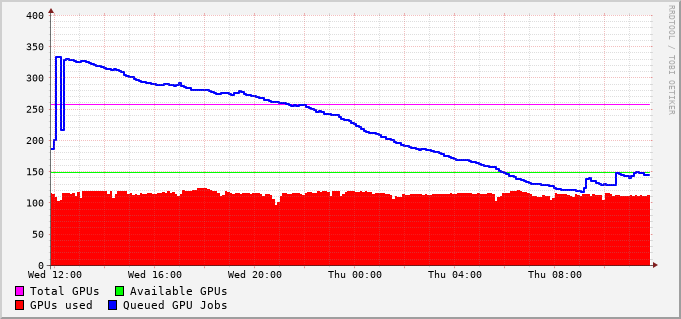 400
350
300
250
200
150
100
50
0
Wed 12:00 Wed 16:00 Wed 20:00 Thu 00:00 Thu 04:00 Thu 08:00
Total GPUs Available GPUs
GPUs used Queued GPU Jobs
RRDTOOL / TOBI OETIKER